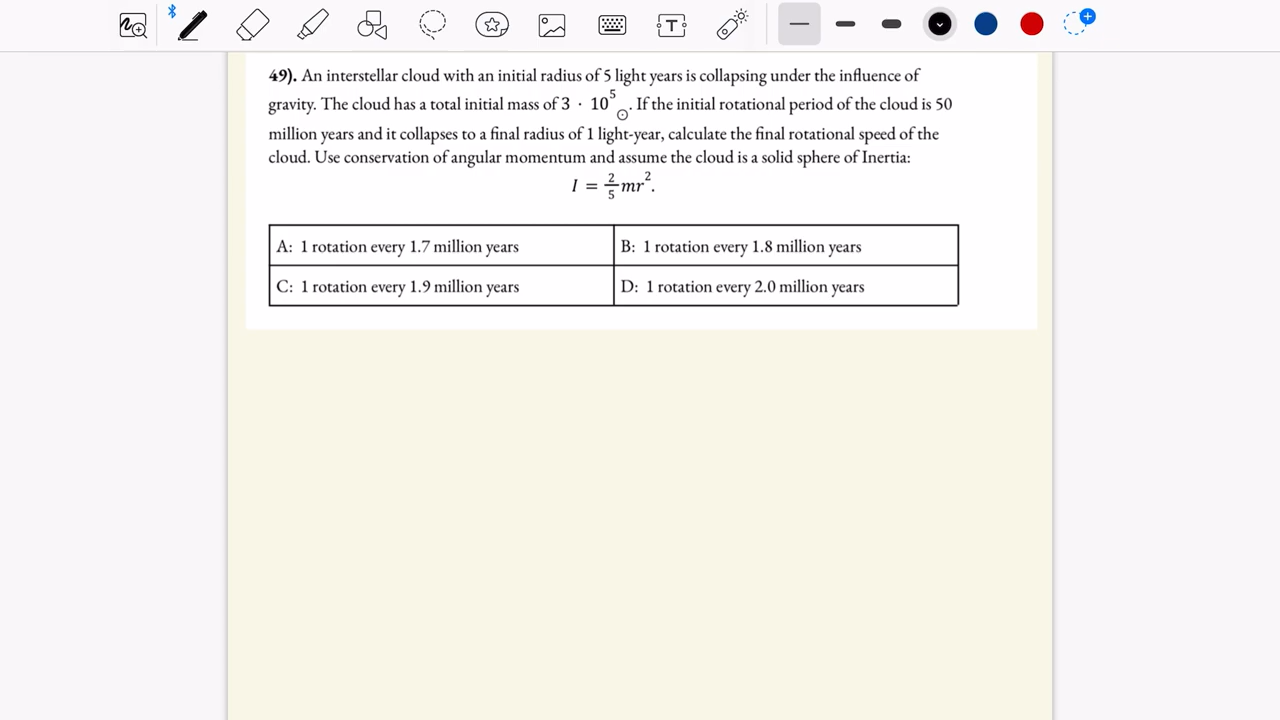 49). An interstellar cloud with an initial radius of 5 light years is collapsing under the influence of
gravity. The cloud has a total initial mass of 3 · 10⁵ ☉. If the initial rotational period of the cloud is 50
million years and it collapses to a final radius of 1 light-year, calculate the final rotational speed of the
cloud. Use conservation of angular momentum and assume the cloud is a solid sphere of Inertia:
I = 2/5 mr².
A: 1 rotation every 1.7 million years
B: 1 rotation every 1.8 million years
C: 1 rotation every 1.9 million years
D: 1 rotation every 2.0 million years